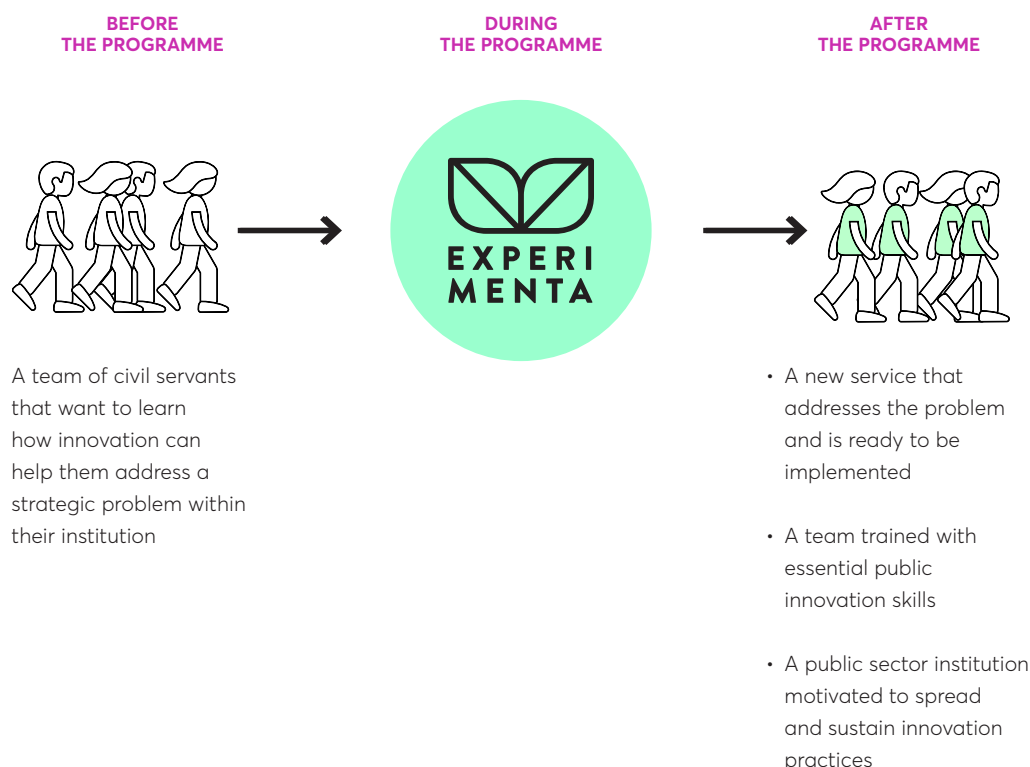 BEFORE
THE PROGRAMME
DURING
THE PROGRAMME
AFTER
THE PROGRAMME
EXPERI
MENTA
A team of civil servants
that want to learn
how innovation can
help them address a
strategic problem within
their institution
• A new service that
addresses the problem
and is ready to be
implemented
• A team trained with
essential public
innovation skills
• A public sector institution
motivated to spread
and sustain innovation
practices